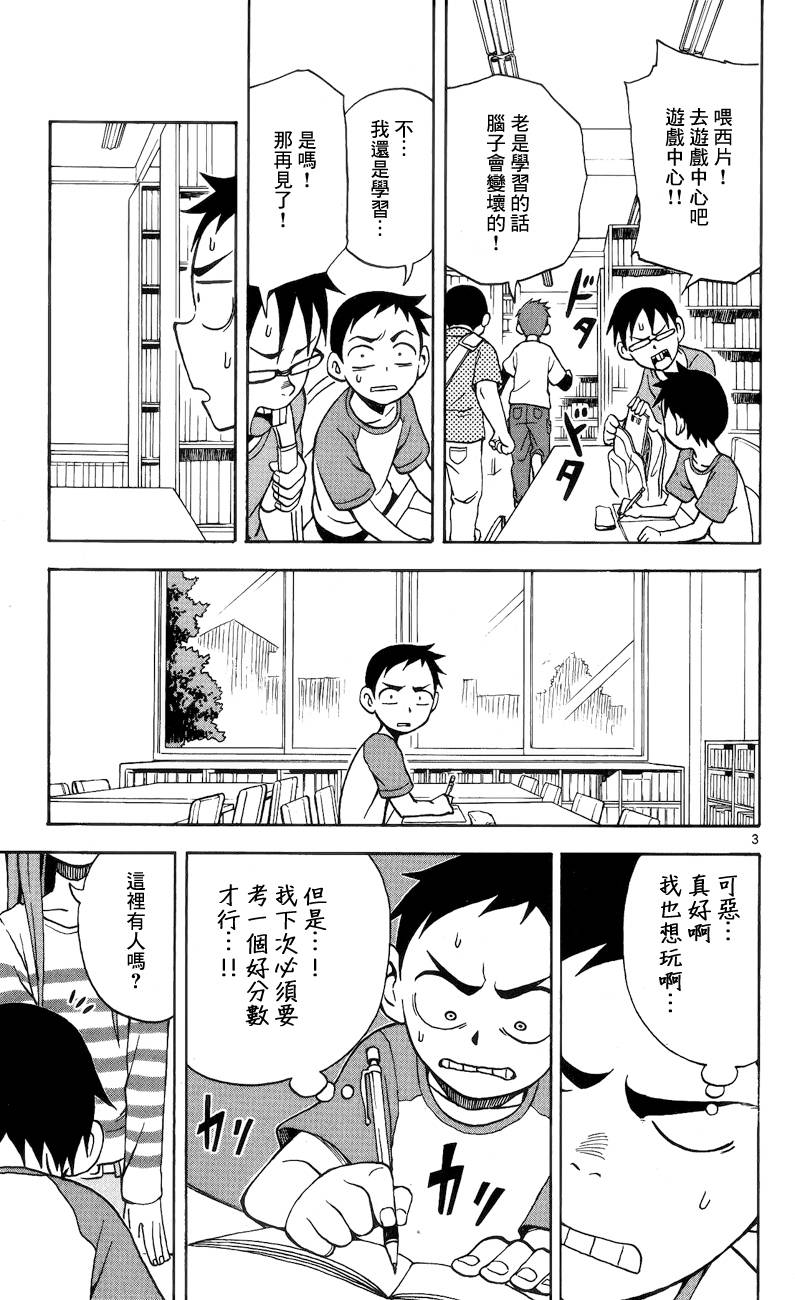 喂西片！
去遊戲中心吧
遊戲中心!!
老是學習的話
腦子會變壞的！
ドタ
ドタ
不…
我還是學習…
是嗎！
那再見了！
3
可惡…
真好啊
我也想玩啊…
但是…！
我下次必須要
考一個好分數
才行…!!
カリ
カリ
這裡有人嗎？